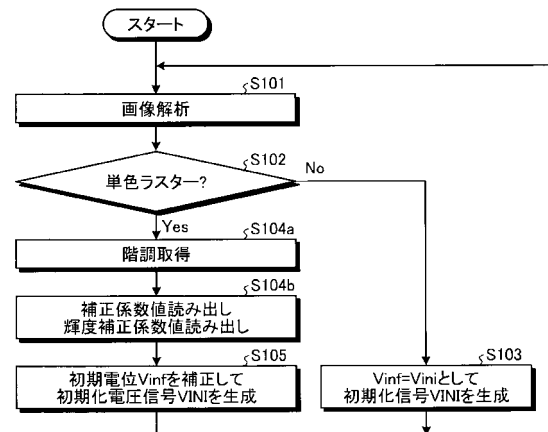 スタート
S101
画像解析
S102
単色ラスター?
No
Yes
S104a
階調取得
S104b
補正係数値読み出し
輝度補正係数値読み出し
S105
初期電位Vinfを補正して
初期化電圧信号VINIを生成
S103
Vinf=Viniとして
初期化信号VINIを生成